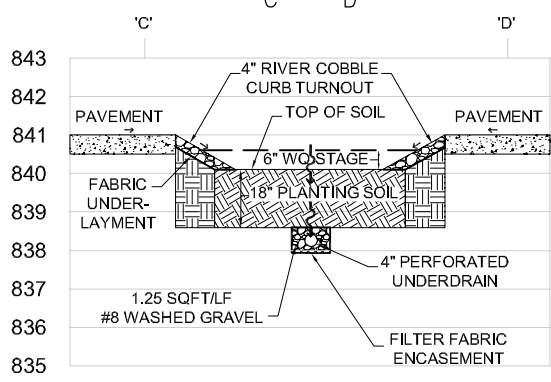 C D
'C' 'D'
843
4" RIVER COBBLE
CURB TURNOUT
842
PAVEMENT
TOP OF SOIL
PAVEMENT
841
6" WQ STAGE
840
FABRIC
UNDER-
LAYMENT
18" PLANTING SOIL
839
838
4" PERFORATED
UNDERDRAIN
837
1.25 SQFT/LF
#8 WASHED GRAVEL
836
FILTER FABRIC
ENCASEMENT
835